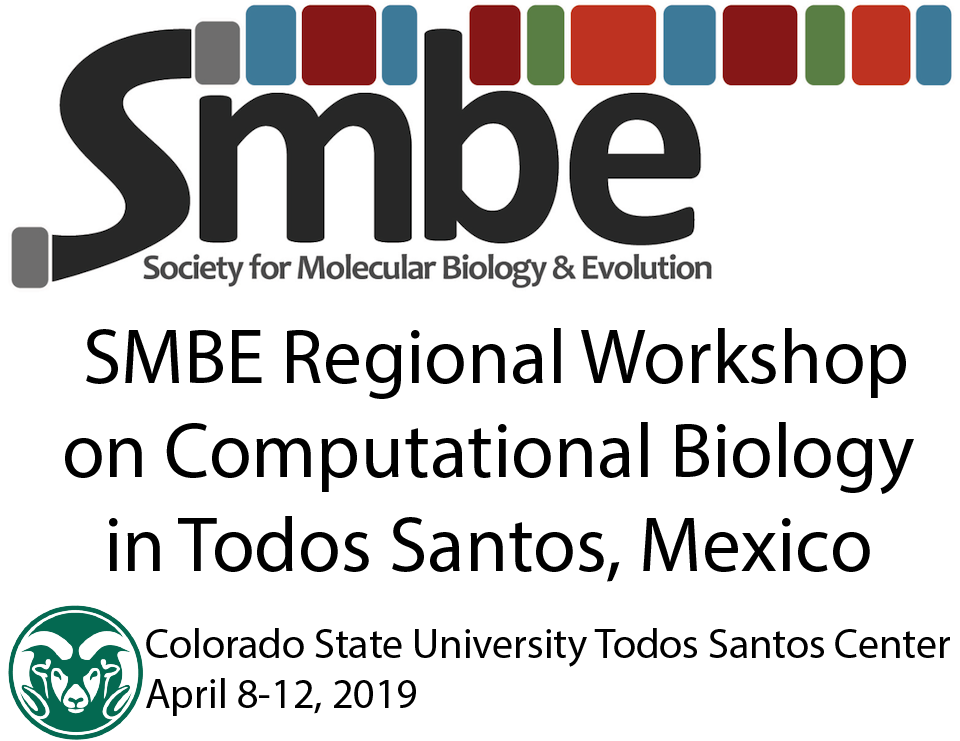 Smbe
Society for Molecular Biology & Evolution
SMBE Regional Workshop
on Computational Biology
in Todos Santos, Mexico
Colorado State University Todos Santos Center
April 8-12, 2019